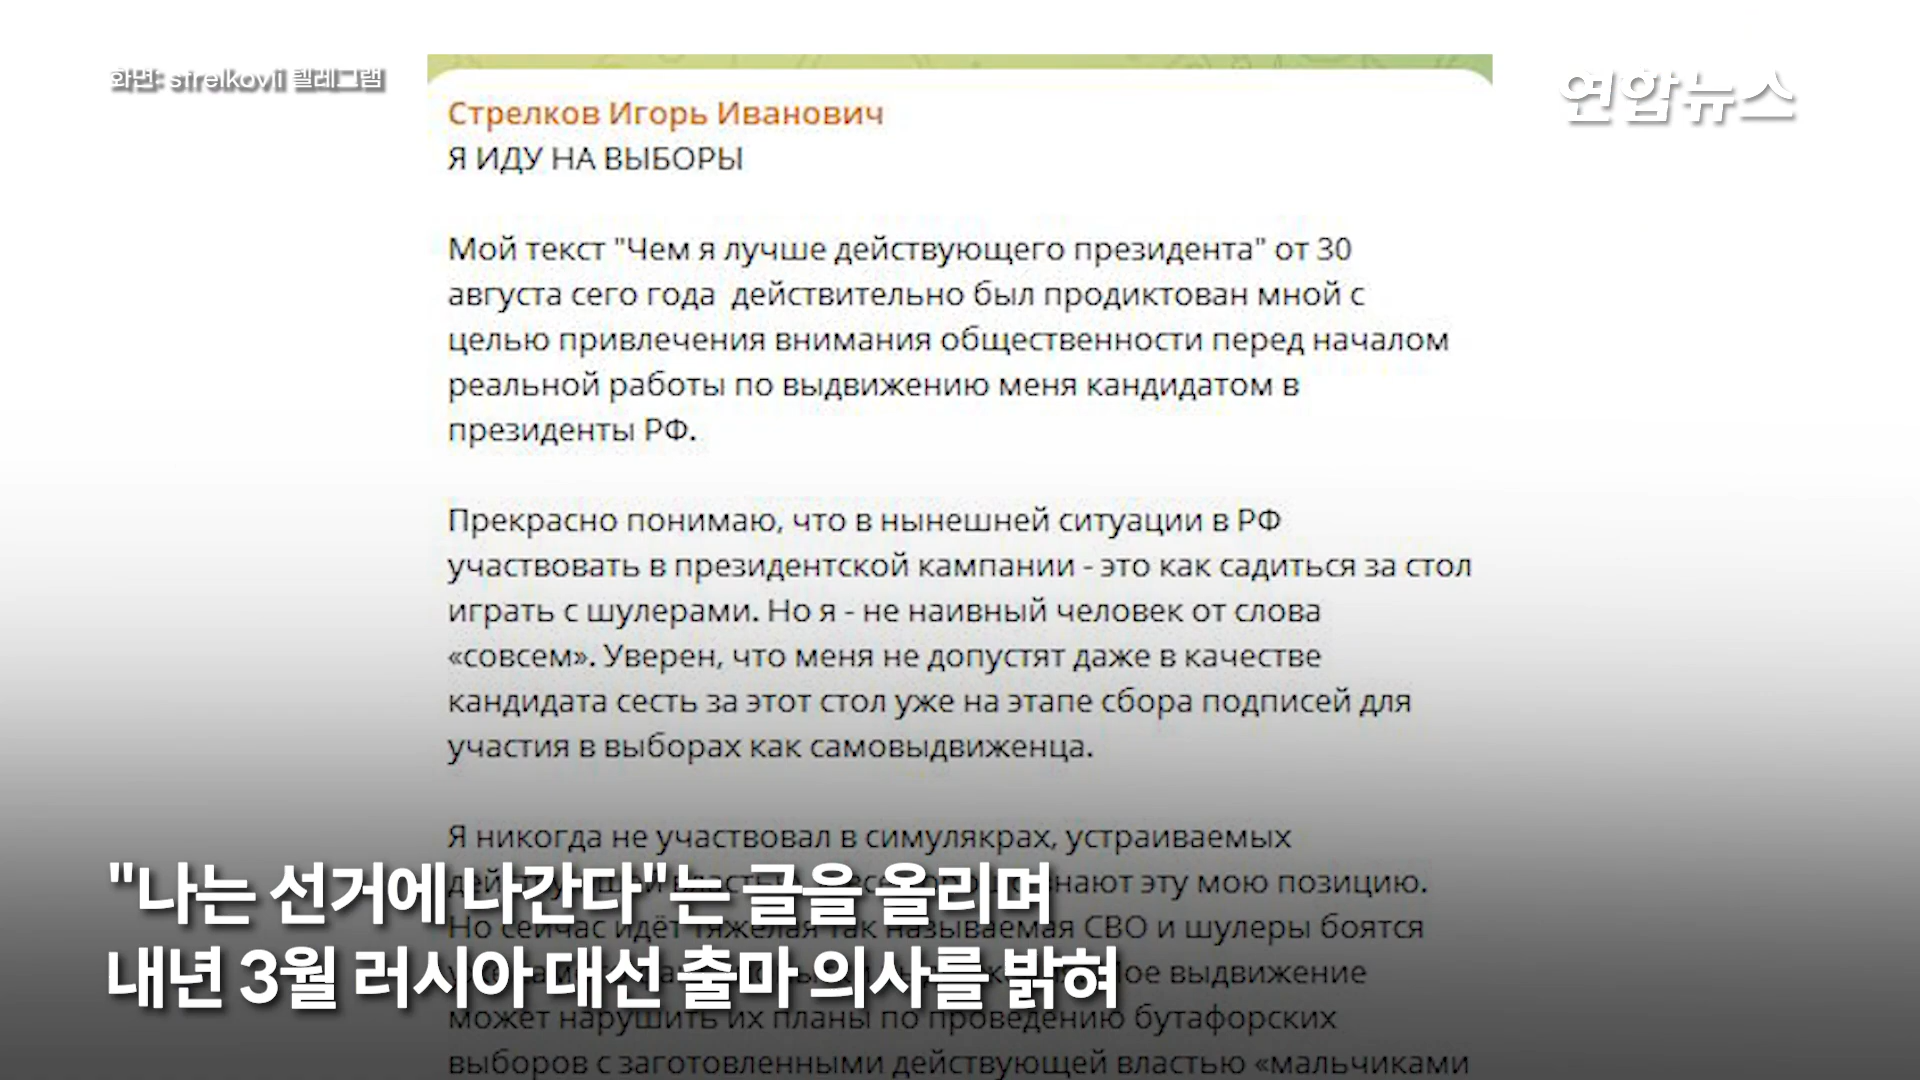 화면: strelkovii 텔레그램
연합뉴스
Стрелков Игорь Иванович
Я ИДУ НА ВЫБОРЫ
Мой текст "Чем я лучше действующего президента" от 30
августа сего года действительно был продиктован мной с
целью привлечения внимания общественности перед началом
реальной работы по выдвижению меня кандидатом в
президенты РФ.
Прекрасно понимаю, что в нынешней ситуации в РФ
участвовать в президентской кампании - это как садиться за стол
играть с шулерами. Но я - не наивный человек от слова
«совсем». Уверен, что меня не допустят даже в качестве
кандидата сесть за этот стол уже на этапе сбора подписей для
участия в выборах как самовыдвиженца.
Я никогда не участвовал в симулякрах, устраиваемых
знают эту мою позицию.
Но сейчас идёт тяжёлая так называемая СВО и шулеры боятся
выдвижение
может нарушить их планы по проведению бутафорских
выборов с заготовленными действующей властью «мальчиками
"나는 선거에 나간다"는 글을 올리며
내년 3월 러시아 대선 출마 의사를 밝혀